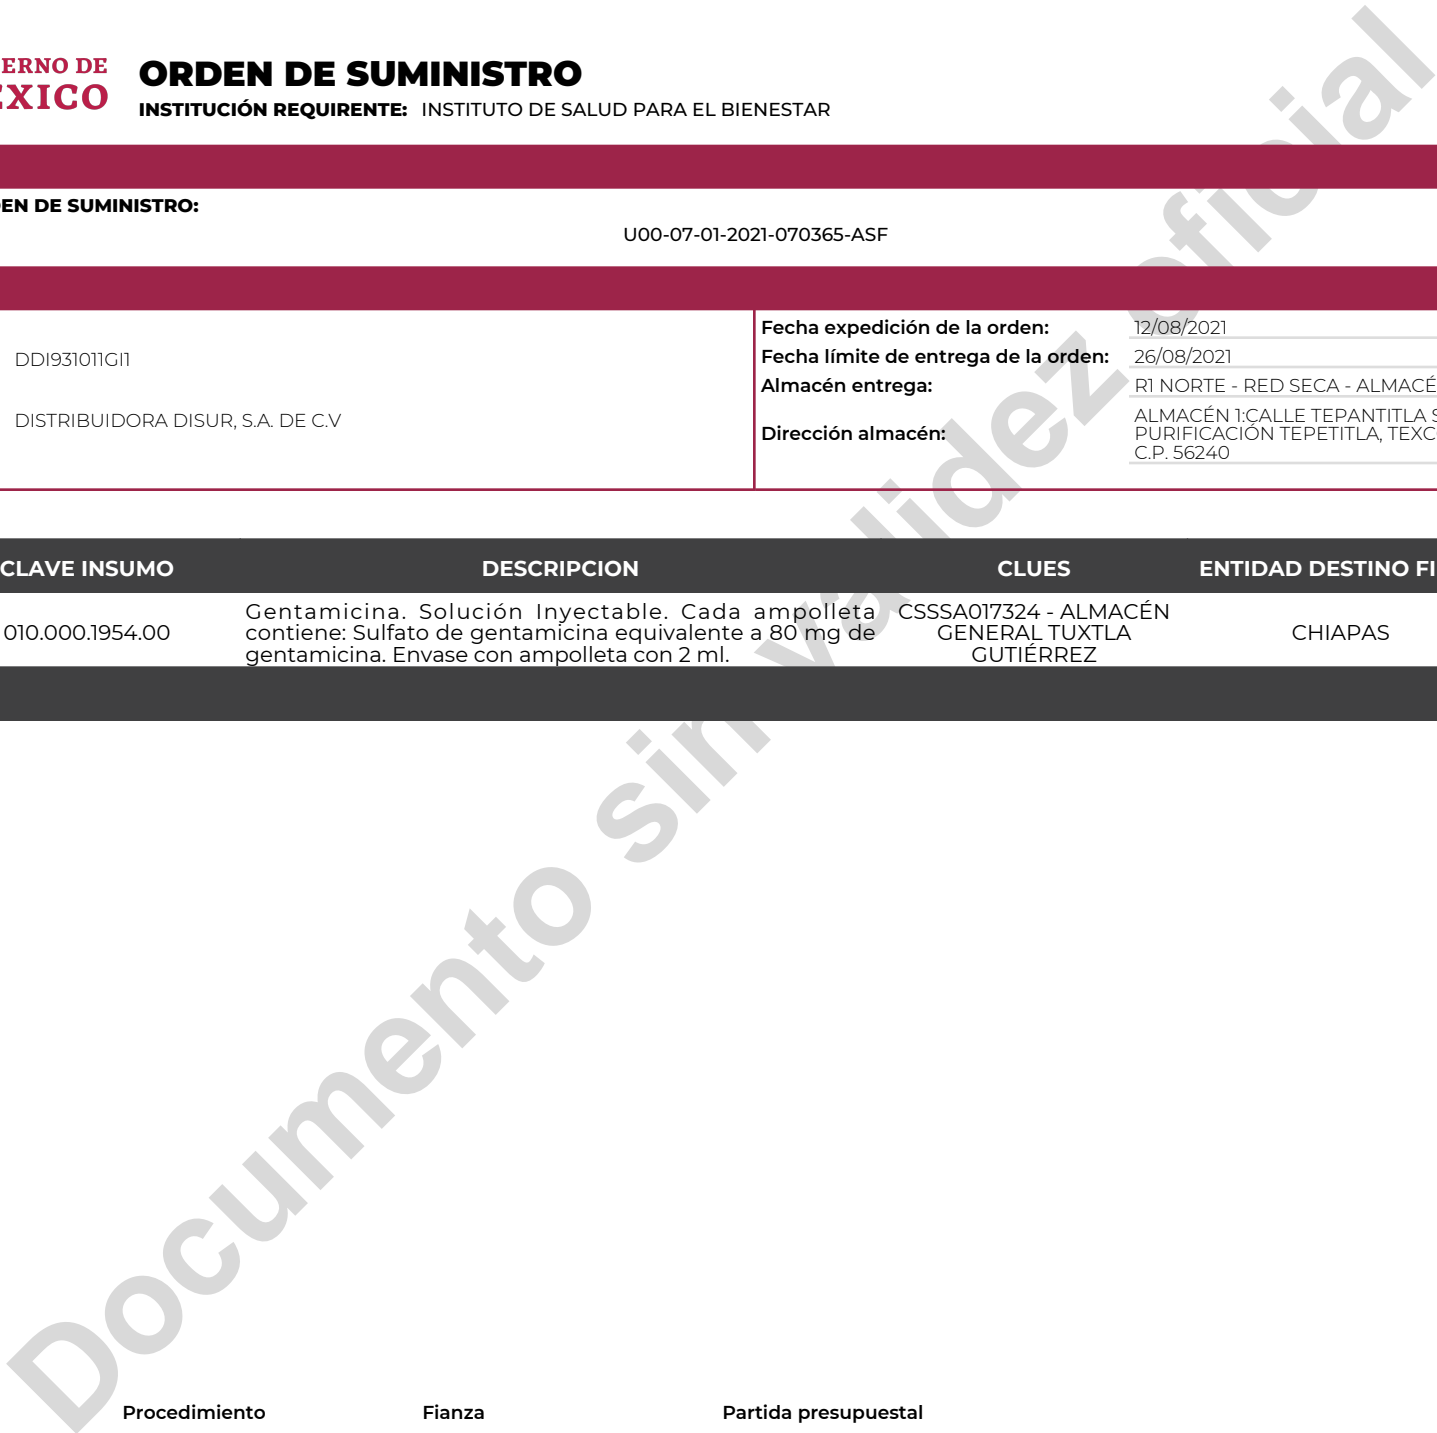 ERNO DE
ÉXICO
ORDEN DE SUMINISTRO
INSTITUCIÓN REQUIRENTE: INSTITUTO DE SALUD PARA EL BIENESTAR
EN DE SUMINISTRO:
U00-07-01-2021-070365-ASF
DDI931011GI1
DISTRIBUIDORA DISUR, S.A. DE C.V
Fecha expedición de la orden: 12/08/2021
Fecha límite de entrega de la orden: 26/08/2021
Almacén entrega: R1 NORTE - RED SECA - ALMACÉ
Dirección almacén: ALMACÉN 1:CALLE TEPANTITLA S
PURIFICACIÓN TEPETITLA, TEXC
C.P. 56240
CLAVE INSUMO DESCRIPCION CLUES ENTIDAD DESTINO FI
010.000.1954.00
Gentamicina. Solución Inyectable. Cada ampolleta
contiene: Sulfato de gentamicina equivalente a 80 mg de
gentamicina. Envase con ampolleta con 2 ml.
CSSSA017324 - ALMACÉN
GENERAL TUXTLA
GUTIÉRREZ
CHIAPAS
Documento sin validez oficial
Procedimiento Fianza Partida presupuestal